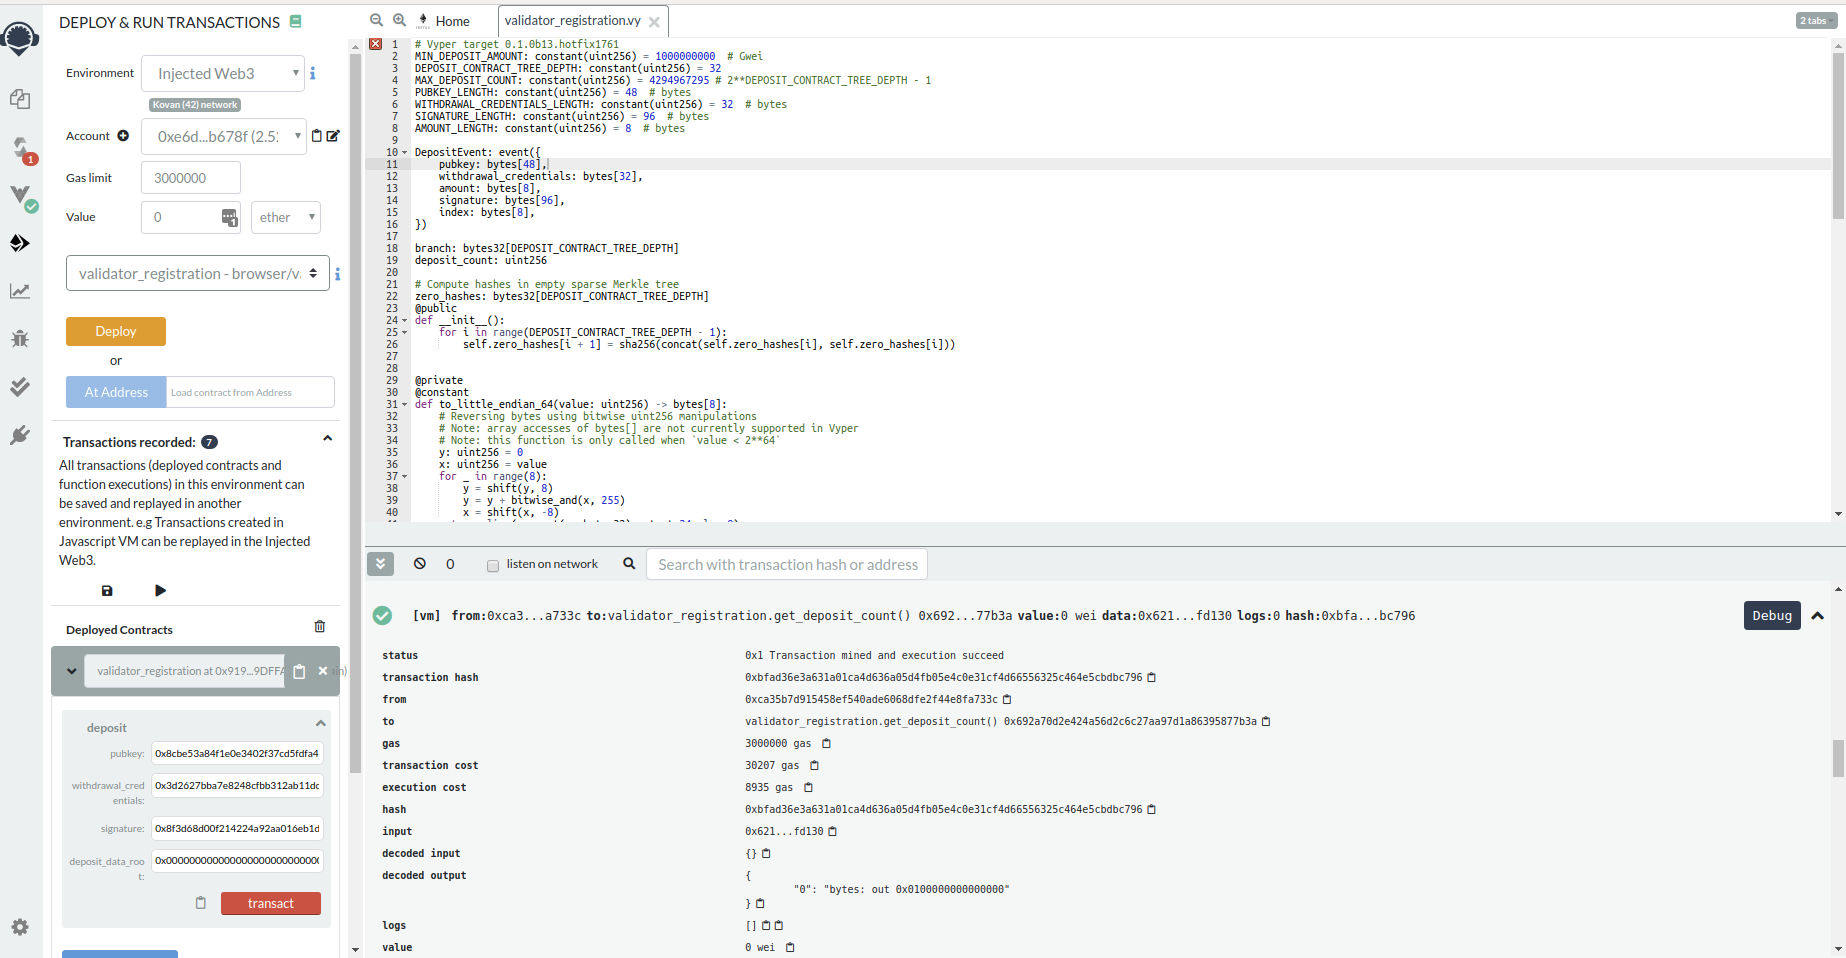 DEPLOY & RUN TRANSACTIONS
Environment
Injected Web3
Kovan (42) network
Account
0xe6d...b678f (2.5
Gas limit
3000000
Value
0
ether
validator_registration - browser/v
Deploy
or
At Address
Load contract from Address
Transactions recorded: 7
All transactions (deployed contracts and
function executions) in this environment can
be saved and replayed in another
environment. e.g Transactions created in
Javascript VM can be replayed in the Injected
Web3.
Deployed Contracts
validator_registration at 0x919...9DFFA
deposit
pubkey:
0x8cbe53a84f1e0e3402f37cd5fdfa4
withdrawal_cred
entials:
0x3d2627bba7e8248cfbb312ab11dc
signature:
0x8f3d68d00f214224a92aa016eb1d
deposit_data_roo
t:
transact
1
Home
validator_registration.vy
2 tabs
1 # Vyper target 0.1.0b13.hotfix1761
2 MIN_DEPOSIT_AMOUNT: constant(uint256) = 1000000000  # Gwei
3 DEPOSIT_CONTRACT_TREE_DEPTH: constant(uint256) = 32
4 MAX_DEPOSIT_COUNT: constant(uint256) = 4294967295 # 2**DEPOSIT_CONTRACT_TREE_DEPTH - 1
5 PUBKEY_LENGTH: constant(uint256) = 48  # bytes
6 WITHDRAWAL_CREDENTIALS_LENGTH: constant(uint256) = 32  # bytes
7 SIGNATURE_LENGTH: constant(uint256) = 96  # bytes
8 AMOUNT_LENGTH: constant(uint256) = 8  # bytes
9
10 DepositEvent: event({
11     pubkey: bytes[48],
12     withdrawal_credentials: bytes[32],
13     amount: bytes[8],
14     signature: bytes[96],
15     index: bytes[8],
16 })
17
18 branch: bytes32[DEPOSIT_CONTRACT_TREE_DEPTH]
19 deposit_count: uint256
20
21 # Compute hashes in empty sparse Merkle tree
22 zero_hashes: bytes32[DEPOSIT_CONTRACT_TREE_DEPTH]
23 @public
24 def __init__():
25     for i in range(DEPOSIT_CONTRACT_TREE_DEPTH - 1):
26         self.zero_hashes[i + 1] = sha256(concat(self.zero_hashes[i], self.zero_hashes[i]))
27
28
29 @private
30 @constant
31 def to_little_endian_64(value: uint256) -> bytes[8]:
32     # Reversing bytes using bitwise uint256 manipulations
33     # Note: array accesses of bytes[] are not currently supported in Vyper
34     # Note: this function is only called when `value < 2**64`
35     y: uint256 = 0
36     x: uint256 = value
37     for _ in range(8):
38         y = shift(y, 8)
39         y = y + bitwise_and(x, 255)
40         x = shift(x, -8)
0
listen on network
Search with transaction hash or address
[vm] from:0xca3...a733c to:validator_registration.get_deposit_count() 0x692...77b3a value:0 wei data:0x621...fd130 logs:0 hash:0xbfa...bc796
Debug
status 0x1 Transaction mined and execution succeed
transaction hash 0xbfad36e3a631a01ca4d636a05d4fb05e4c0e31cf4d66556325c464e5cbdbc796
from 0xca35b7d915458ef540ade6068dfe2f44e8fa733c
to validator_registration.get_deposit_count() 0x692a70d2e424a56d2c6c27aa97d1a86395877b3a
gas 3000000 gas
transaction cost 30207 gas
execution cost 8935 gas
hash 0xbfad36e3a631a01ca4d636a05d4fb05e4c0e31cf4d66556325c464e5cbdbc796
input 0x621...fd130
decoded input {}
decoded output {
"0": "bytes: out 0x0100000000000000"
}
logs []
value 0 wei